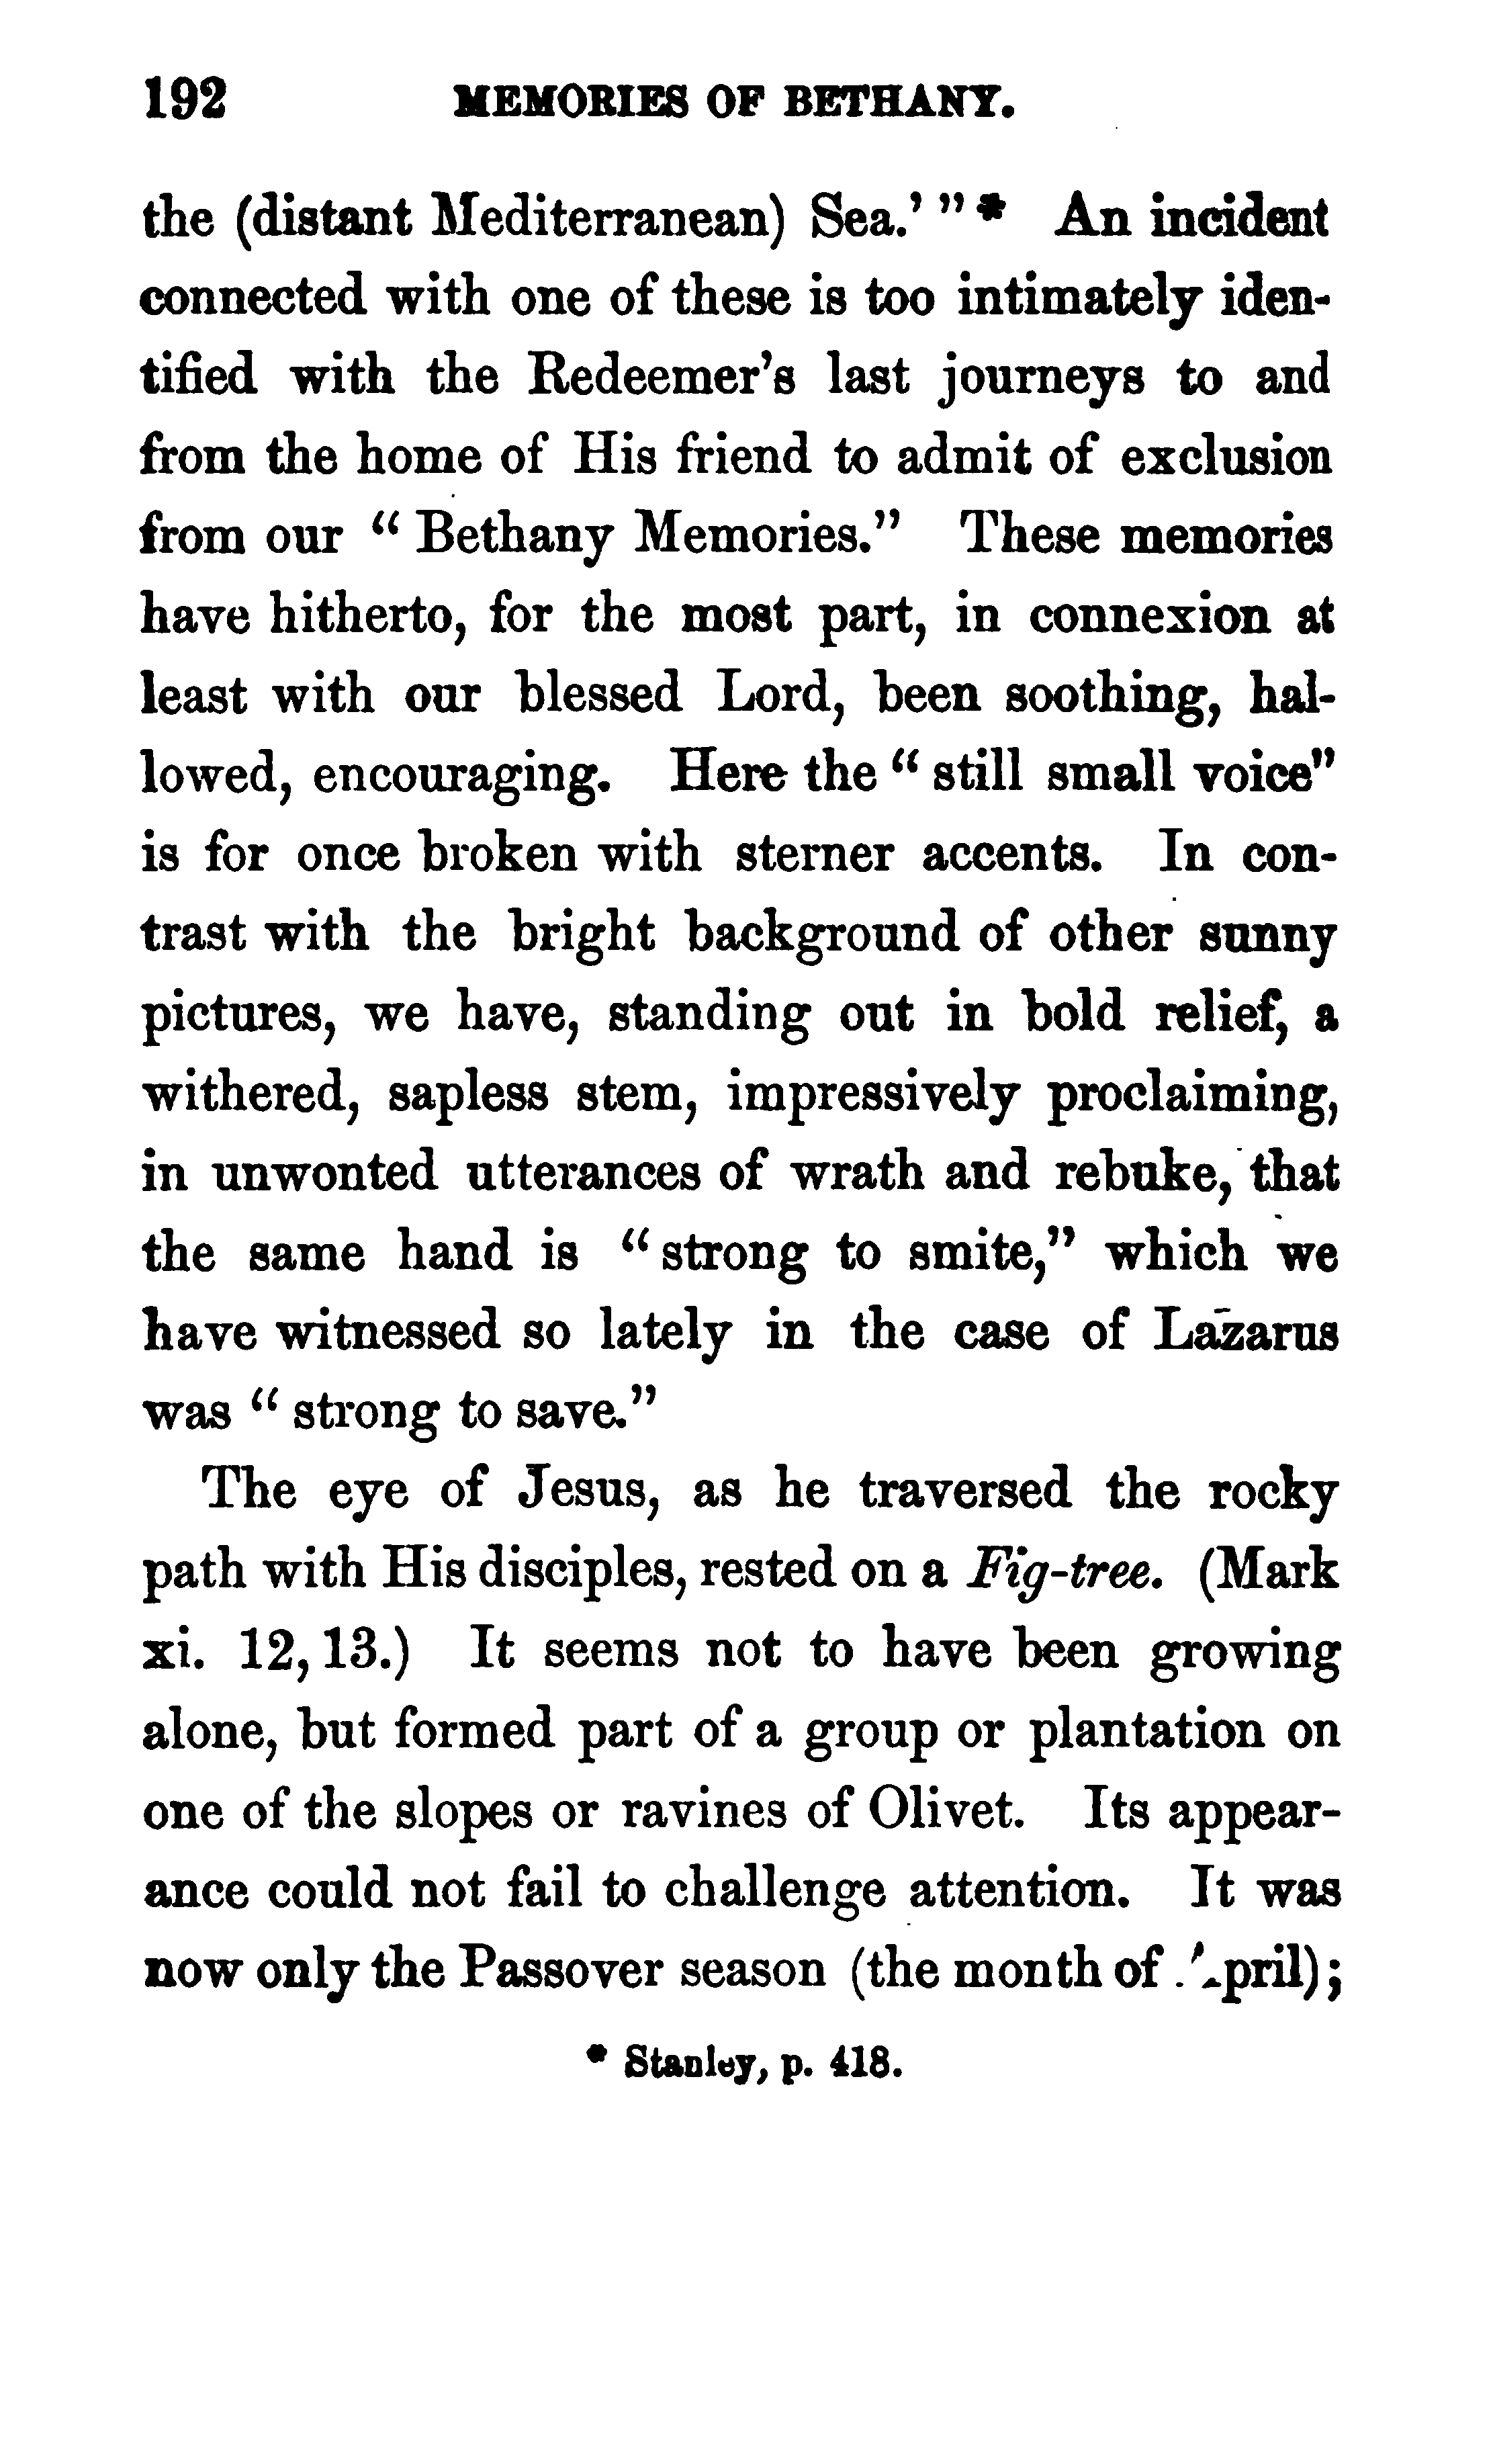 192 MEMORIES OF BETHANY.
the (distant Mediterranean) Sea.' "* An incident
connected with one of these is too intimately iden-
tified with the Redeemer's last journeys to and
from the home of His friend to admit of exclusion
from our " Bethany Memories." These memories
have hitherto, for the most part, in connexion at
least with our blessed Lord, been soothing, hal-
lowed, encouraging. Here the " still small voice"
is for once broken with sterner accents. In con-
trast with the bright background of other sunny
pictures, we have, standing out in bold relief, a
withered, sapless stem, impressively proclaiming,
in unwonted utterances of wrath and rebuke, that
the same hand is " strong to smite," which we
have witnessed so lately in the case of Lazarus
was " strong to save."
The eye of Jesus, as he traversed the rocky
path with His disciples, rested on a Fig-tree. (Mark
xi. 12, 13.) It seems not to have been growing
alone, but formed part of a group or plantation on
one of the slopes or ravines of Olivet. Its appear-
ance could not fail to challenge attention. It was
now only the Passover season (the month of April);
* Stanley, p. 418.